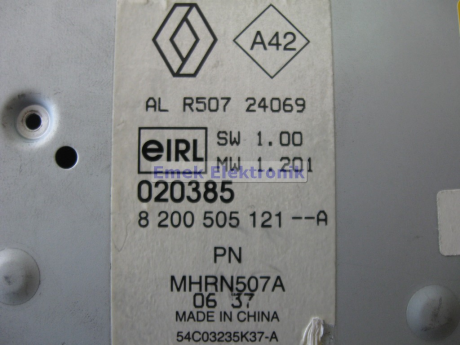 A42
AL R507 24069
eIRL
SW 1.00
MW 1.201
Emek Elektronik
020385
8 200 505 121 --A
PN
MHRN507A
06 37
MADE IN CHINA
54C03235K37-A